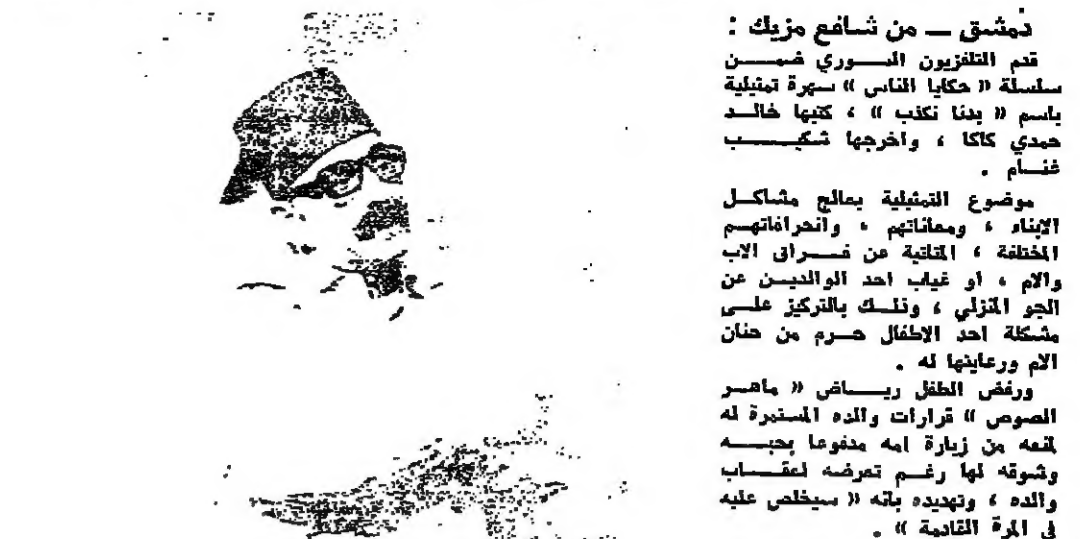 دمشق — من شافع مزيك :
قدم التلفزيون السوري ضمن
سلسلة « حكايا الناس » سهرة تمثيلية
باسم « بدنا نكذب » ، كتبها خالد
حمدي كاكا ، واخرجها شكيب
غنام .
موضوع التمثيلية يعالج مشاكل
الابناء ، ومعاناتهم ، وانحرافاتهم
المختلفة ، المتاتية عن فراق الاب
والام ، او غياب احد الوالدين عن
الجو المنزلي ، وذلك بالتركيز على
مشكلة احد الاطفال حرم من حنان
الام ورعايتها له .
ورفض الطفل رياض « ماهر
الصوص » قرارات والده المستمرة له
لمنعه من زيارة امه مدفوعا بحبه
وشوقه لها رغم تعرضه لعقاب
والده ، وتهديده بانه « سيخلص عليه
في المرة القادمة » .